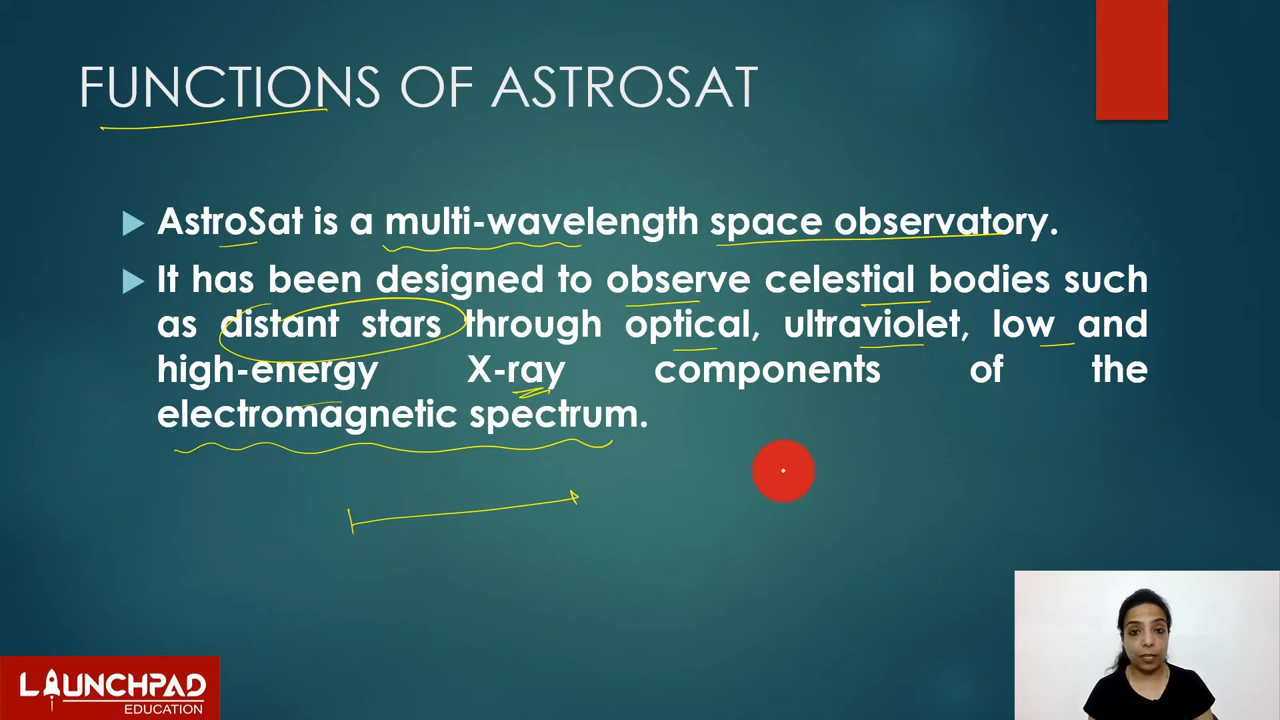 FUNCTIONS OF ASTROSAT
AstroSat is a multi-wavelength space observatory.
It has been designed to observe celestial bodies such
as distant stars through optical, ultraviolet, low and
high-energy X-ray components of the
electromagnetic spectrum.
LAUNCHPAD
EDUCATION